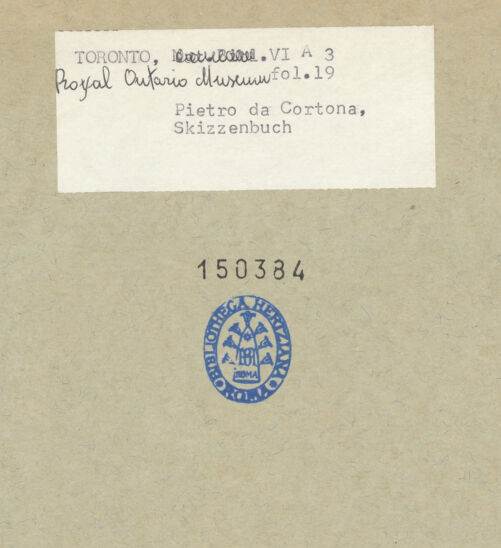 TORONTO, VI A 3
Royal Ontario Museum fol.19
Pietro da Cortona,
Skizzenbuch
150384
BIBLIOTHECA HERTZIANA
ROMA